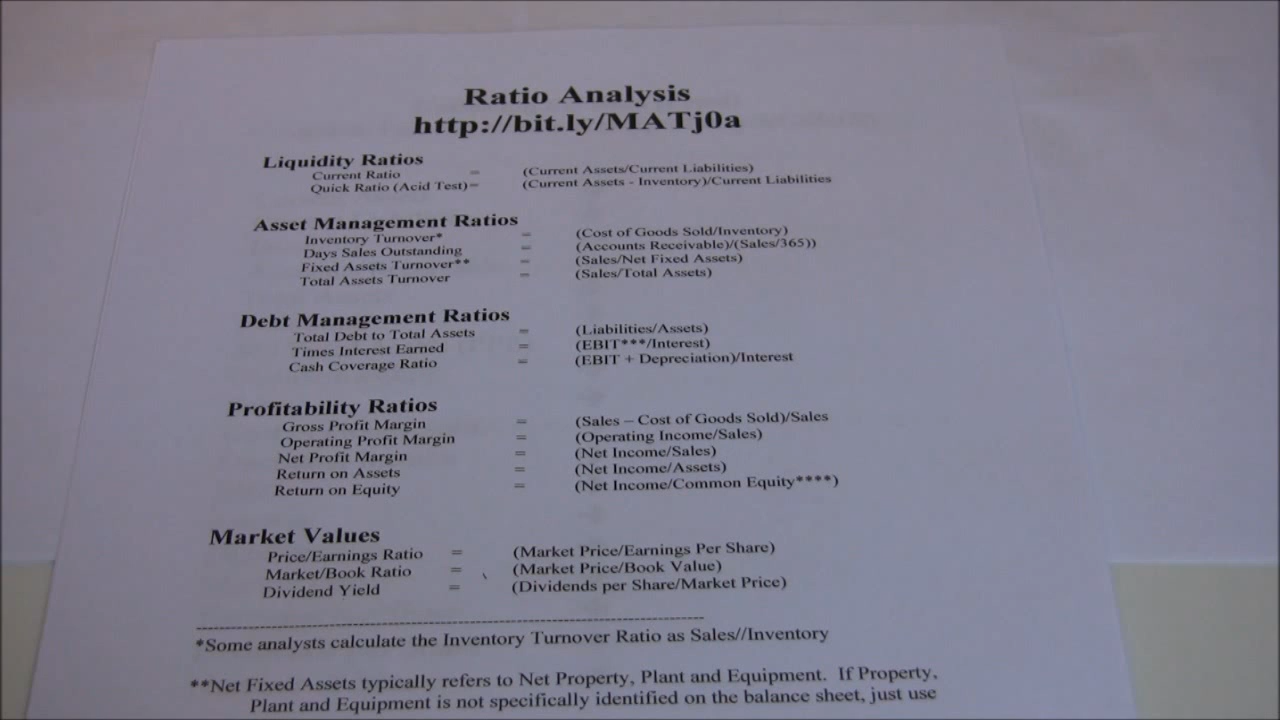 Ratio Analysis
http://bit.ly/MATj0a
Liquidity Ratios
Current Ratio = (Current Assets/Current Liabilities)
Quick Ratio (Acid Test)= (Current Assets - Inventory)/Current Liabilities
Asset Management Ratios
Inventory Turnover* = (Cost of Goods Sold/Inventory)
Days Sales Outstanding = (Accounts Receivable)/(Sales/365))
Fixed Assets Turnover** = (Sales/Net Fixed Assets)
Total Assets Turnover = (Sales/Total Assets)
Debt Management Ratios
Total Debt to Total Assets = (Liabilities/Assets)
Times Interest Earned = (EBIT***/Interest)
Cash Coverage Ratio = (EBIT + Depreciation)/Interest
Profitability Ratios
Gross Profit Margin = (Sales – Cost of Goods Sold)/Sales
Operating Profit Margin = (Operating Income/Sales)
Net Profit Margin = (Net Income/Sales)
Return on Assets = (Net Income/Assets)
Return on Equity = (Net Income/Common Equity****)
Market Values
Price/Earnings Ratio = (Market Price/Earnings Per Share)
Market/Book Ratio = (Market Price/Book Value)
Dividend Yield = (Dividends per Share/Market Price)
*Some analysts calculate the Inventory Turnover Ratio as Sales//Inventory
**Net Fixed Assets typically refers to Net Property, Plant and Equipment. If Property,
Plant and Equipment is not specifically identified on the balance sheet, just use